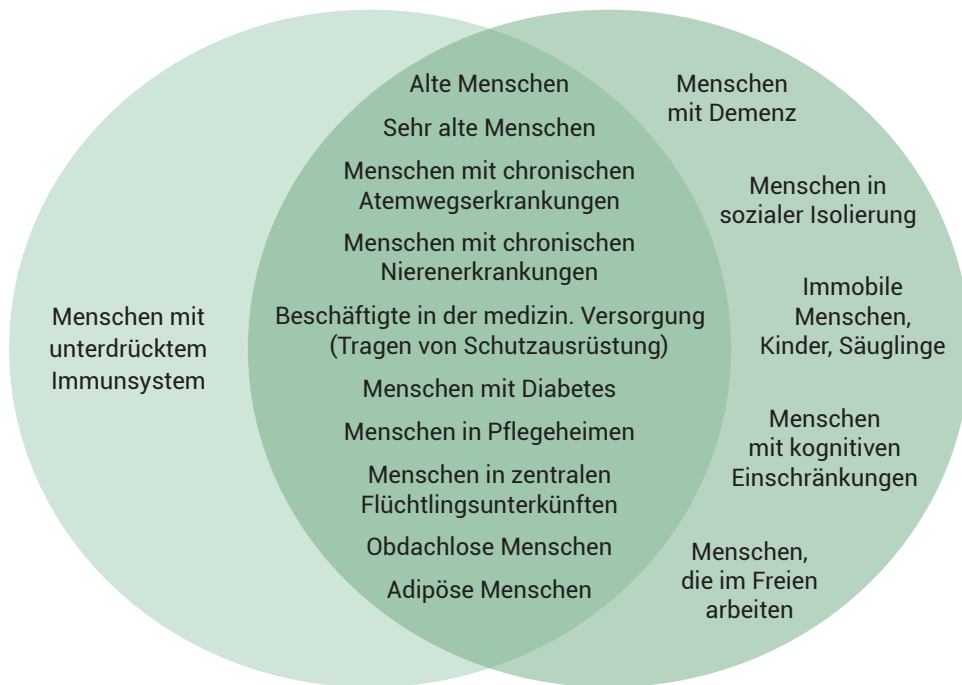 Menschen mit
unterdrücktem
Immunsystem
Alte Menschen
Sehr alte Menschen
Menschen mit chronischen
Atemwegserkrankungen
Menschen mit chronischen
Nierenerkrankungen
Beschäftigte in der medizin. Versorgung
(Tragen von Schutzausrüstung)
Menschen mit Diabetes
Menschen in Pflegeheimen
Menschen in zentralen
Flüchtlingsunterkünften
Obdachlose Menschen
Adipöse Menschen
Menschen
mit Demenz
Menschen in
sozialer Isolierung
Immobile
Menschen,
Kinder, Säuglinge
Menschen
mit kognitiven
Einschränkungen
Menschen,
die im Freien
arbeiten